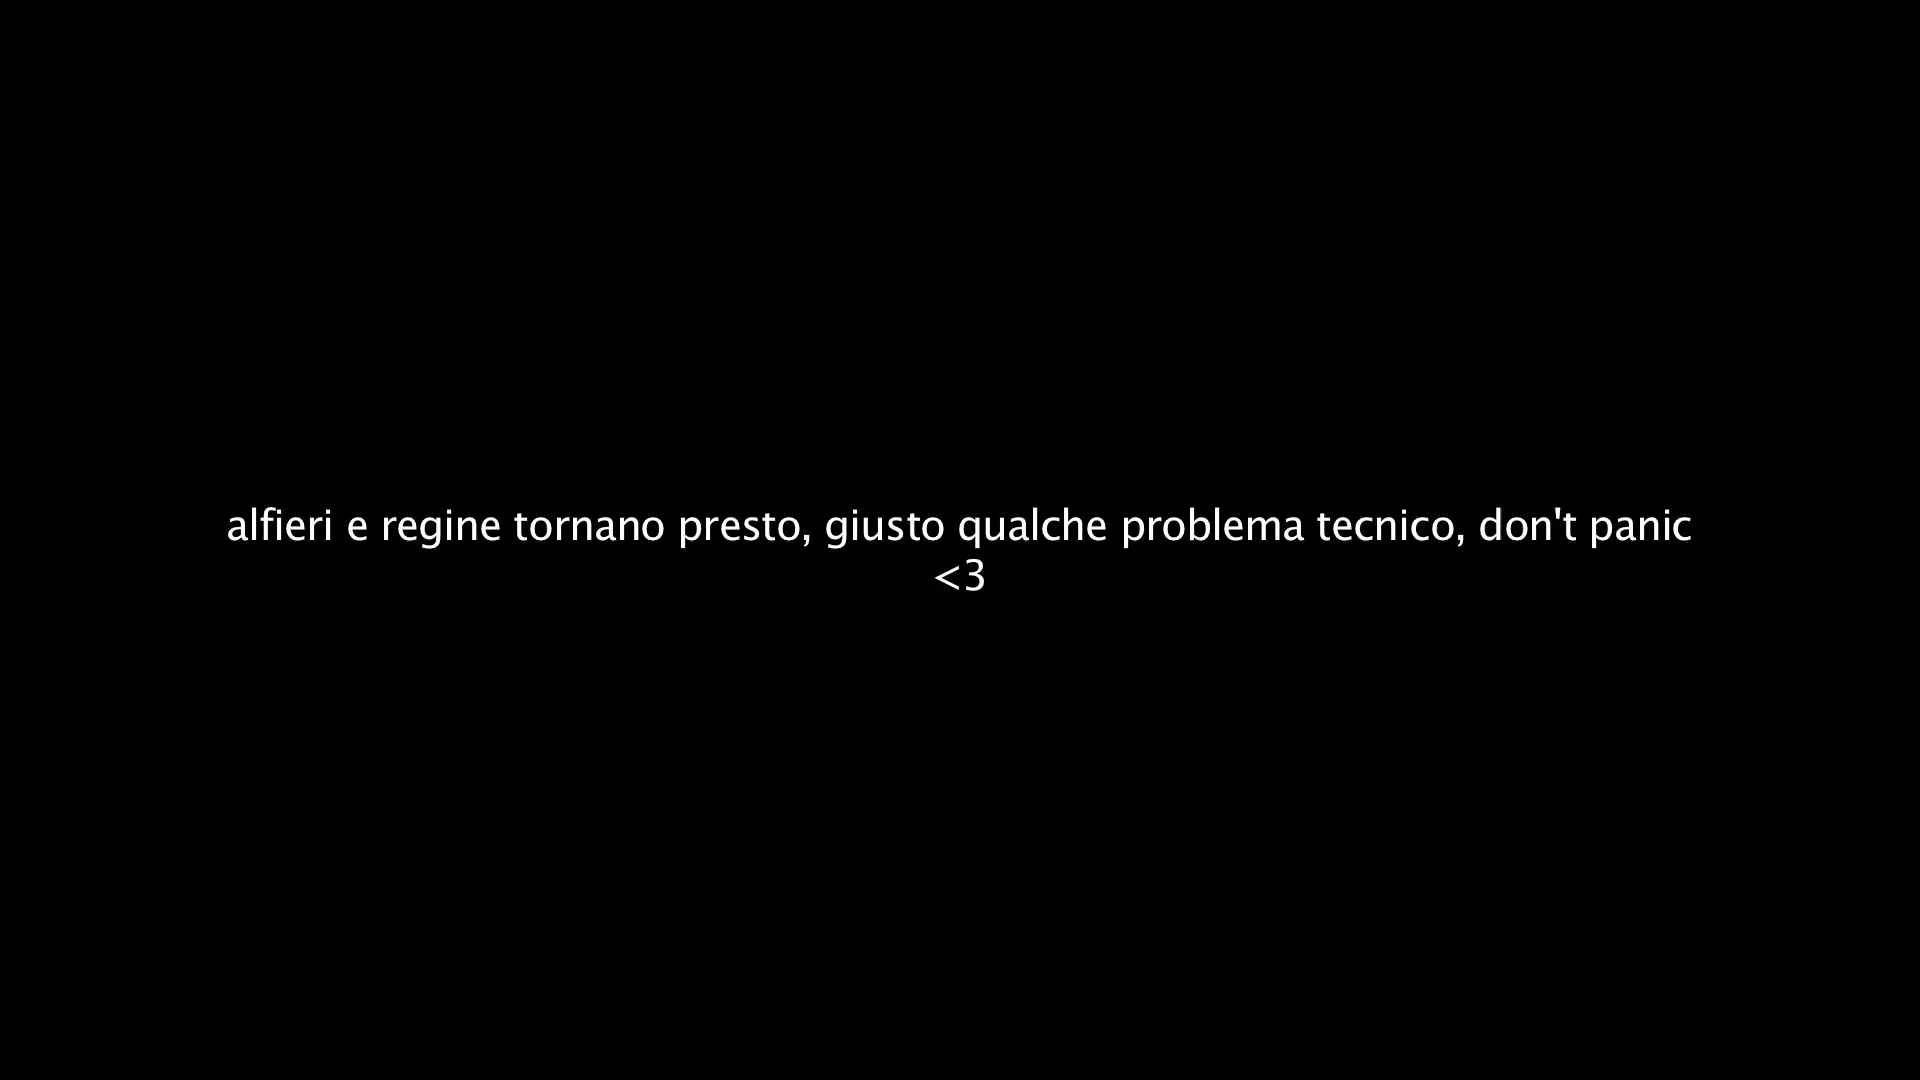 alfieri e regine tornano presto, giusto qualche problema tecnico, don't panic
<3